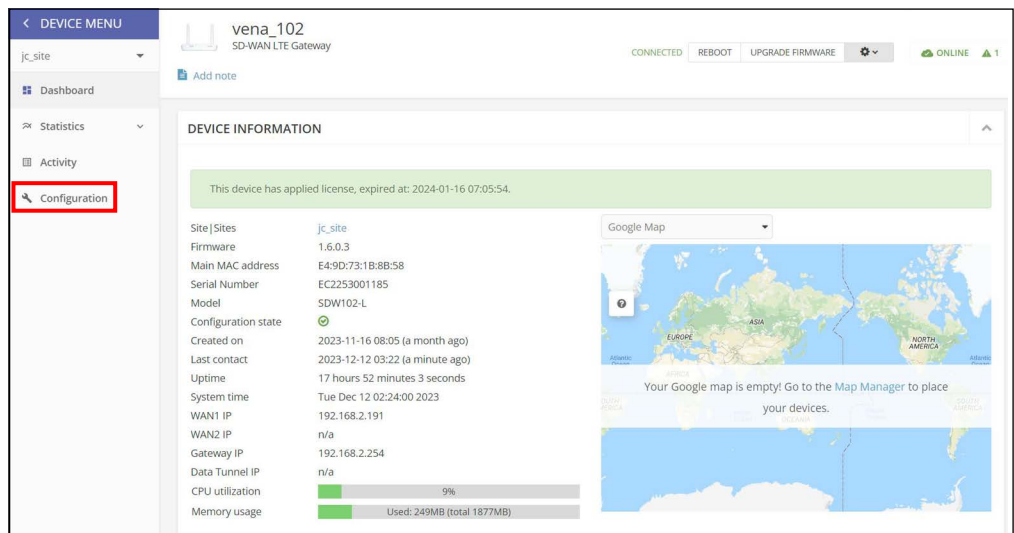 DEVICE MENU
jc_site
Dashboard
Statistics
Activity
Configuration
vena_102
SD-WAN LTE Gateway
CONNECTED REBOOT UPGRADE FIRMWARE ONLINE 1
Add note
DEVICE INFORMATION
This device has applied license, expired at: 2024-01-16 07:05:54.
Site|Sites jc_site
Firmware 1.6.0.3
Main MAC address E4:9D:73:1B:8B:58
Serial Number EC2253001185
Model SDW102-L
Configuration state
Created on 2023-11-16 08:05 (a month ago)
Last contact 2023-12-12 03:22 (a minute ago)
Uptime 17 hours 52 minutes 3 seconds
System time Tue Dec 12 02:24:00 2023
WAN1 IP 192.168.2.191
WAN2 IP n/a
Gateway IP 192.168.2.254
Data Tunnel IP n/a
CPU utilization 9%
Memory usage Used: 249MB (total 1877MB)
Google Map
?
ASIA
EUROPE
NORTH
AMERICA
Atlantic
Ocean
AFRICA
Your Google map is empty! Go to the Map Manager to place
your devices.
OCEANIA
SOUTH
AMERICA